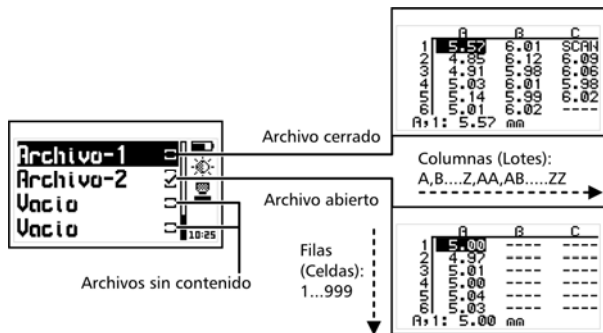 Archivo-1
Archivo-2
Vacio
Vacio
10:25
Archivos sin contenido
Archivo cerrado
Archivo abierto
A B C
1 5.57 6.01 SCAN
2 4.85 6.12 6.09
3 4.91 5.98 6.06
4 5.03 6.01 5.98
5 5.14 5.99 6.02
6 5.01 6.02 ----
A,1: 5.57 mm
Columnas (Lotes):
A,B....Z,AA,AB.....ZZ
Filas
(Celdas):
1...999
A B C
1 5.00 ---- ----
2 4.97 ---- ----
3 5.01 ---- ----
4 5.00 ---- ----
5 5.04 ---- ----
6 5.03 ---- ----
A,1: 5.00 mm